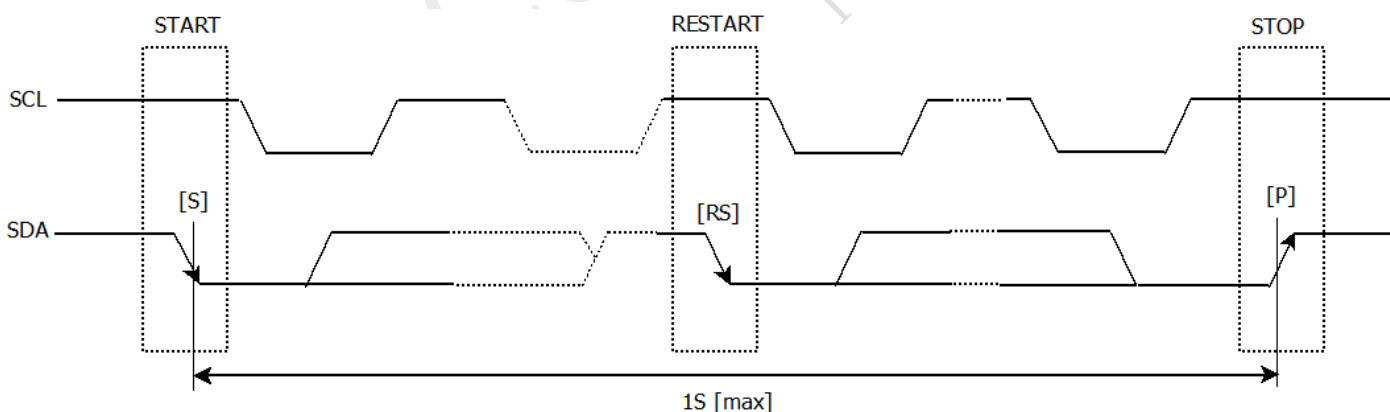 START RESTART STOP
SCL
[S] [RS] [P]
SDA
1S [max]